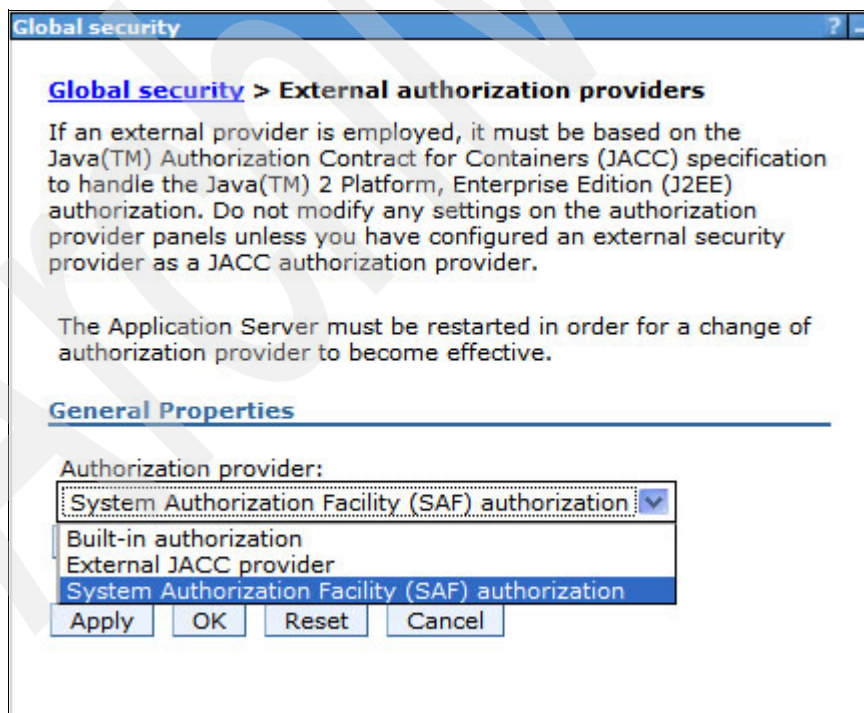 Global security ? _
Global security > External authorization providers
If an external provider is employed, it must be based on the
Java(TM) Authorization Contract for Containers (JACC) specification
to handle the Java(TM) 2 Platform, Enterprise Edition (J2EE)
authorization. Do not modify any settings on the authorization
provider panels unless you have configured an external security
provider as a JACC authorization provider.
The Application Server must be restarted in order for a change of
authorization provider to become effective.
General Properties
Authorization provider:
System Authorization Facility (SAF) authorization
Built-in authorization
External JACC provider
System Authorization Facility (SAF) authorization
Apply OK Reset Cancel